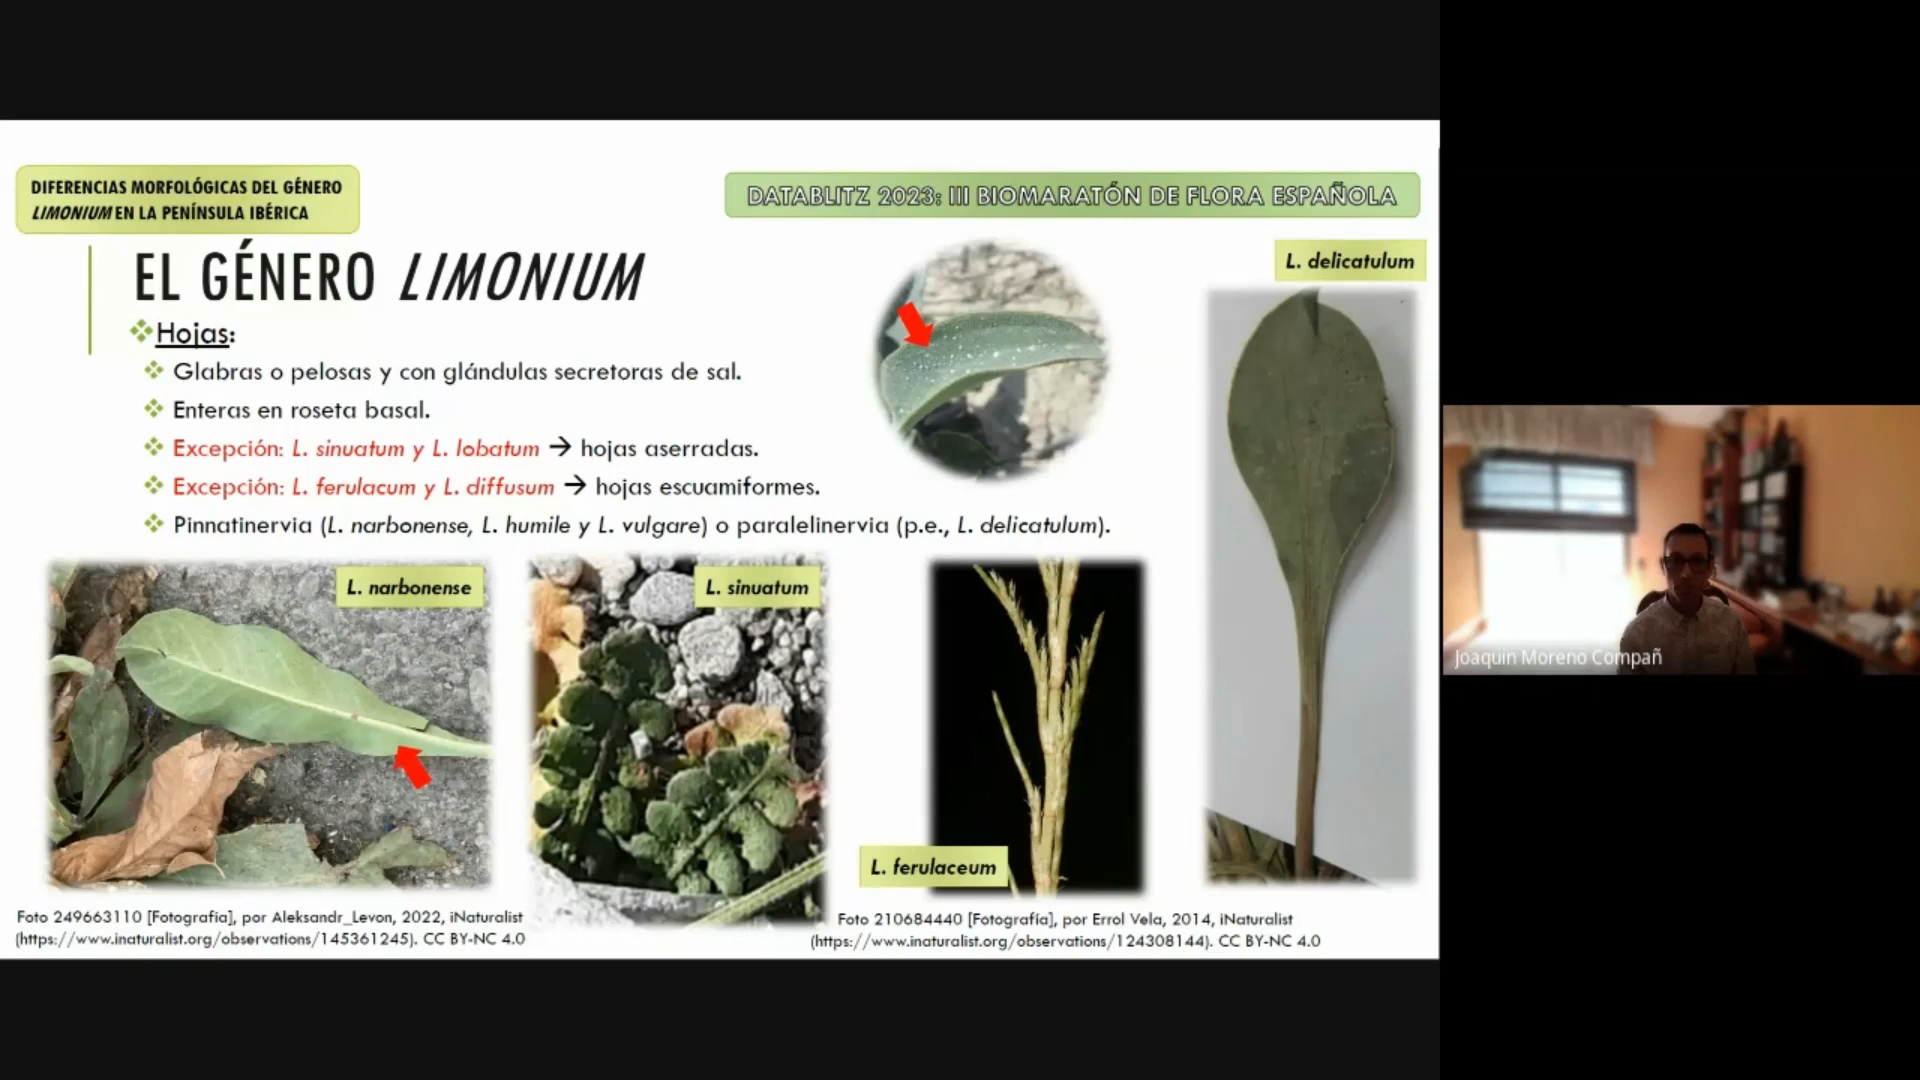 DIFERENCIAS MORFOLÓGICAS DEL GÉNERO
LIMONIUM EN LA PENÍNSULA IBÉRICA
DATABLITZ 2023: III BIOMARATÓN DE FLORA ESPAÑOLA
EL GÉNERO LIMONIUM
L. delicatulum
Hojas:
Glabras o pelosas y con glándulas secretoras de sal.
Enteras en roseta basal.
Excepción: L. sinuatum y L. lobatum → hojas aserradas.
Excepción: L. ferulacum y L. diffusum → hojas escuamiformes.
Pinnatinervia (L. narbonense, L. humile y L. vulgare) o paralelinervia (p.e., L. delicatulum).
L. narbonense
L. sinuatum
L. ferulaceum
Foto 249663110 [Fotografía], por Aleksandr_Levon, 2022, iNaturalist
(https://www.inaturalist.org/observations/145361245). CC BY-NC 4.0
Foto 210684440 [Fotografía], por Errol Vela, 2014, iNaturalist
(https://www.inaturalist.org/observations/124308144). CC BY-NC 4.0
Joaquin Moreno Compañ